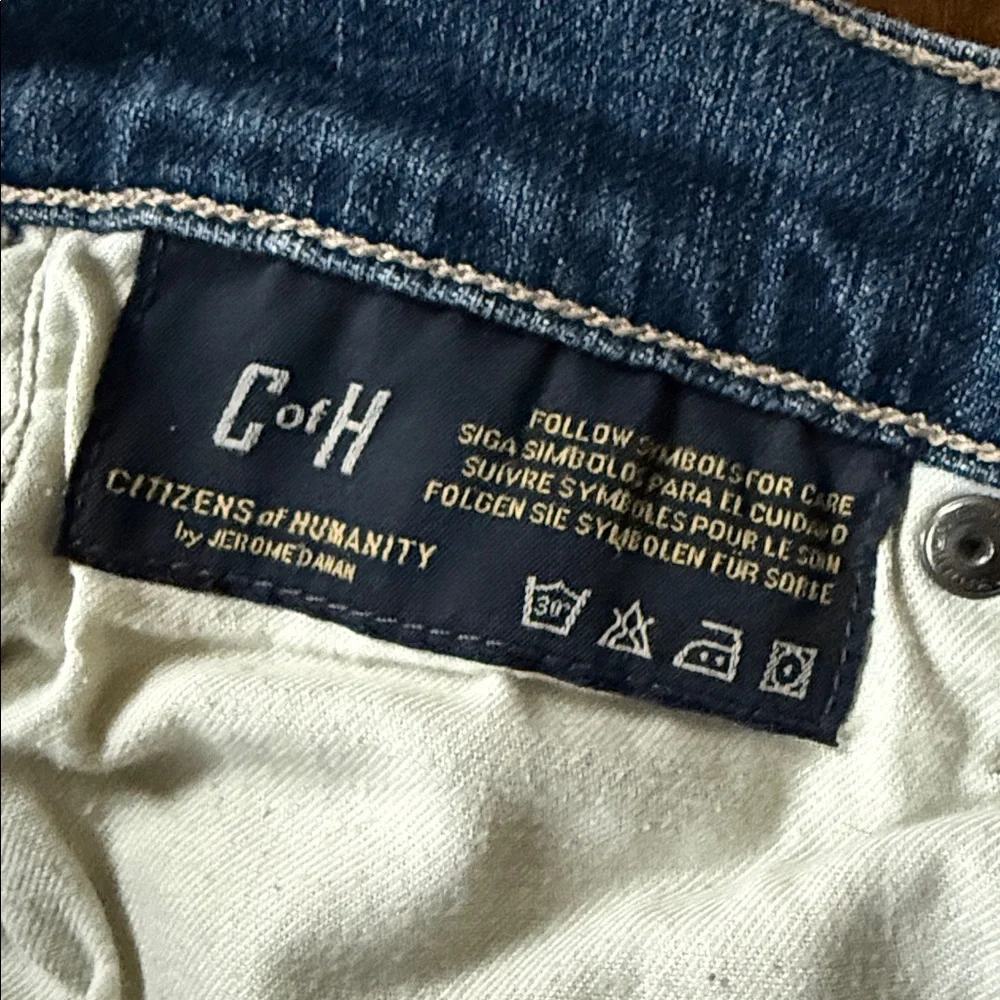 C of H
CITIZENS of HUMANITY
by JEROME DAHAN
FOLLOW SYMBOLS FOR CARE
SIGA SIMBOLOS PARA EL CUIDADO
SUIVRE SYMBOLES POUR LE SOIN
FOLGEN SIE SYMBOLEN FÜR SORGE
30°